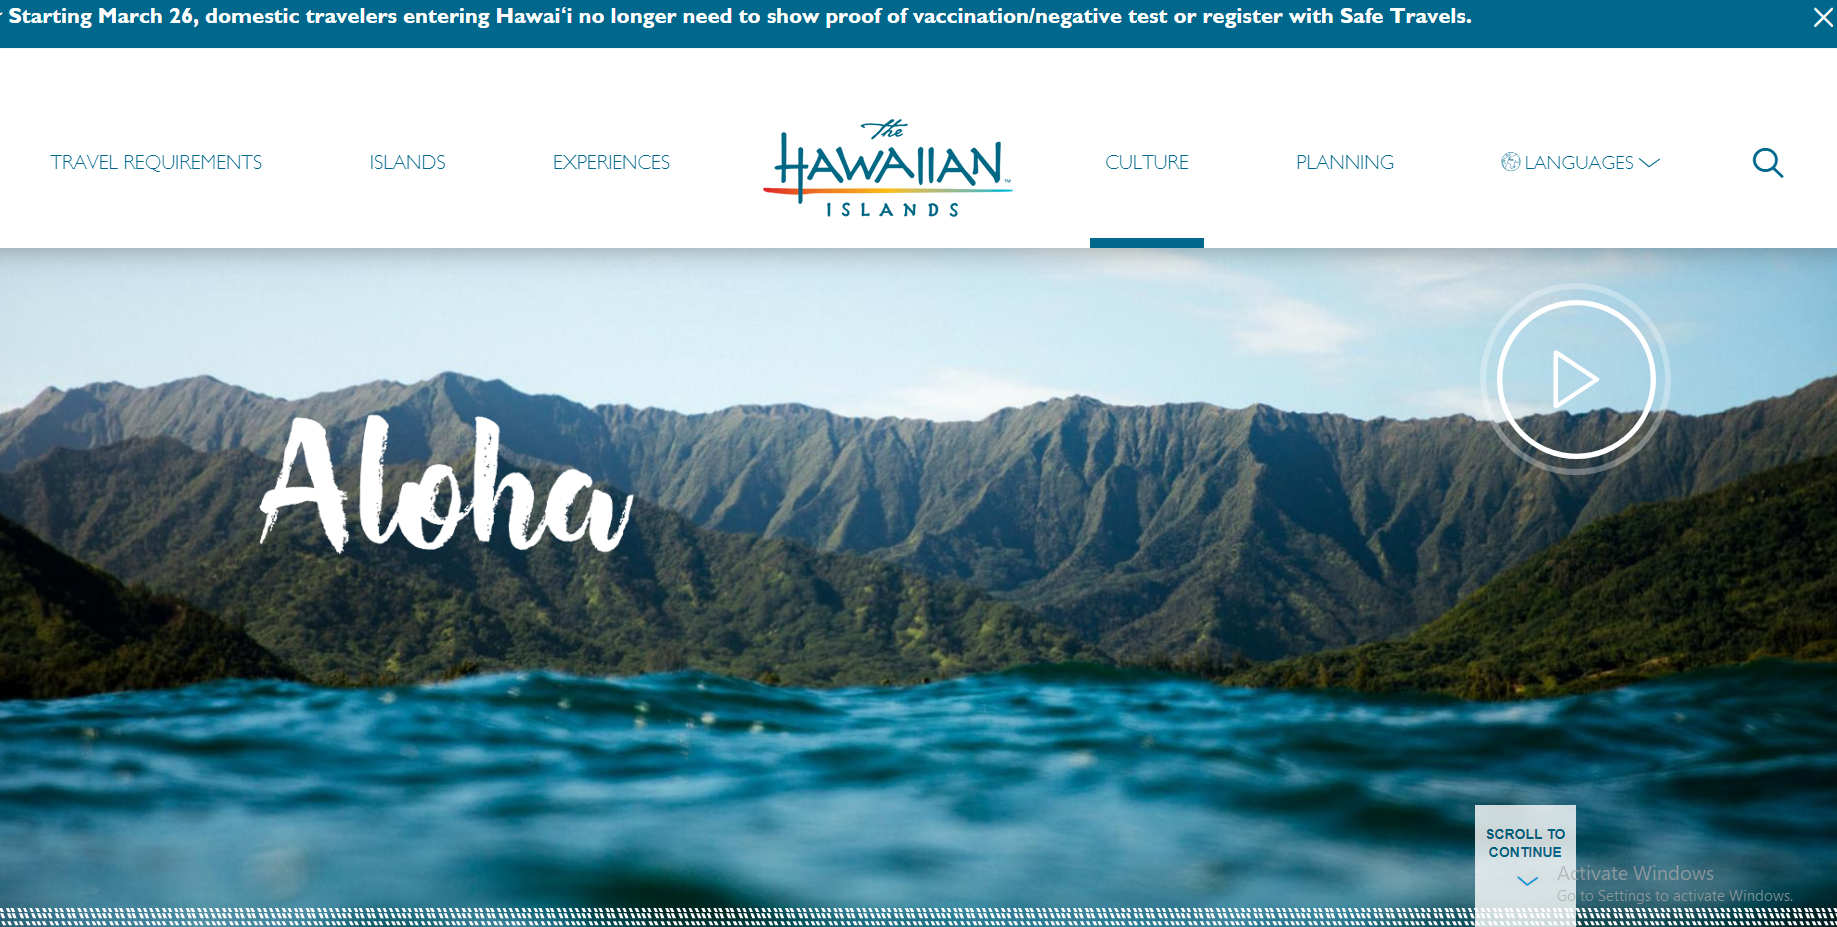 Starting March 26, domestic travelers entering Hawai‘i no longer need to show proof of vaccination/negative test or register with Safe Travels.
TRAVEL REQUIREMENTS
ISLANDS
EXPERIENCES
The
HAWAIIAN™
ISLANDS
CULTURE
PLANNING
LANGUAGES
Aloha
SCROLL TO
CONTINUE
Activate Windows
Go to Settings to activate Windows.